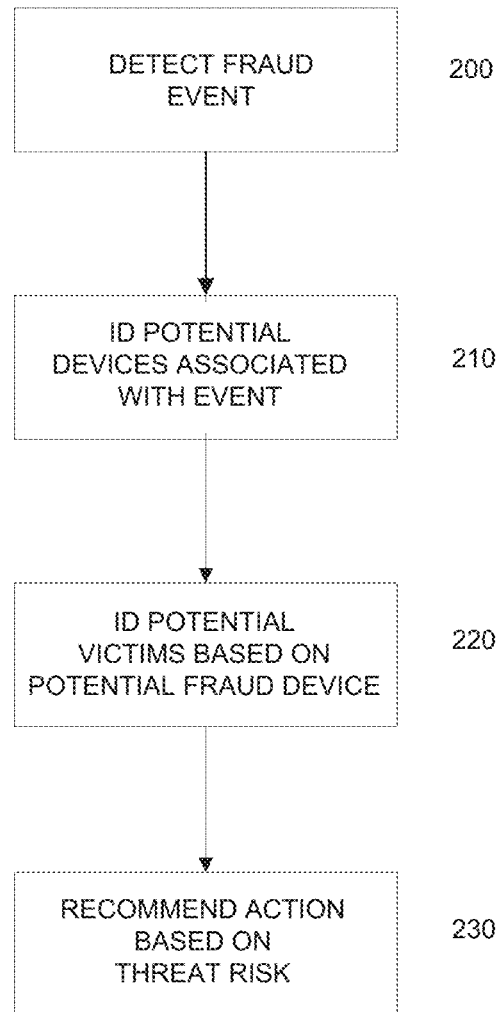 DETECT FRAUD
EVENT
200
ID POTENTIAL
DEVICES ASSOCIATED
WITH EVENT
210
ID POTENTIAL
VICTIMS BASED ON
POTENTIAL FRAUD DEVICE
220
RECOMMEND ACTION
BASED ON
THREAT RISK
230